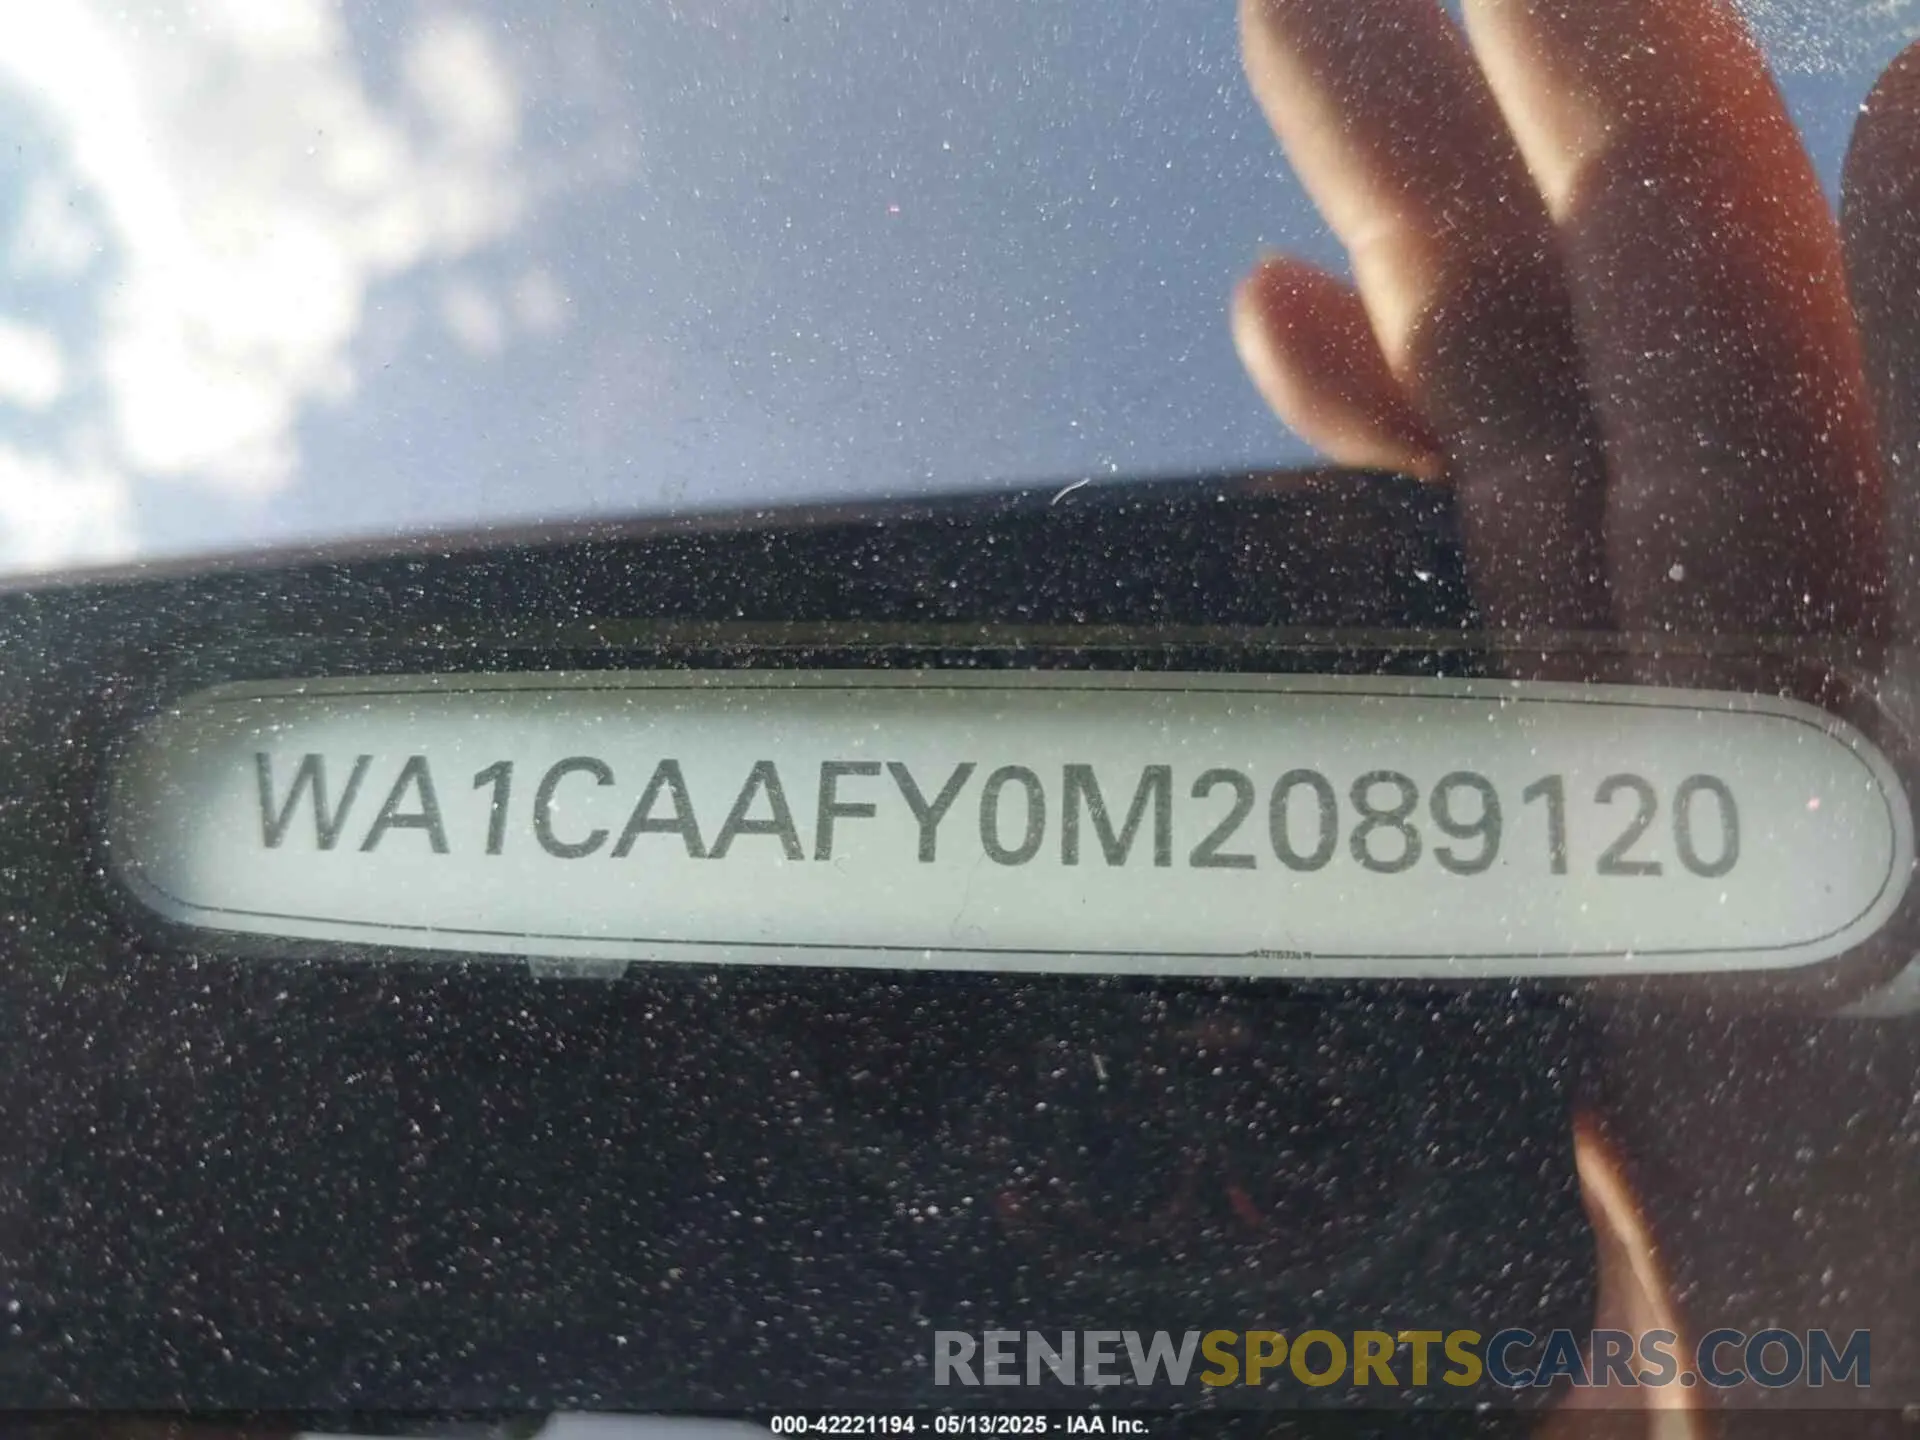 WA1CAAFY0M2089120
RENEWSPORTSCARS.COM
000-42221194 - 05/13/2025 - IAA Inc.